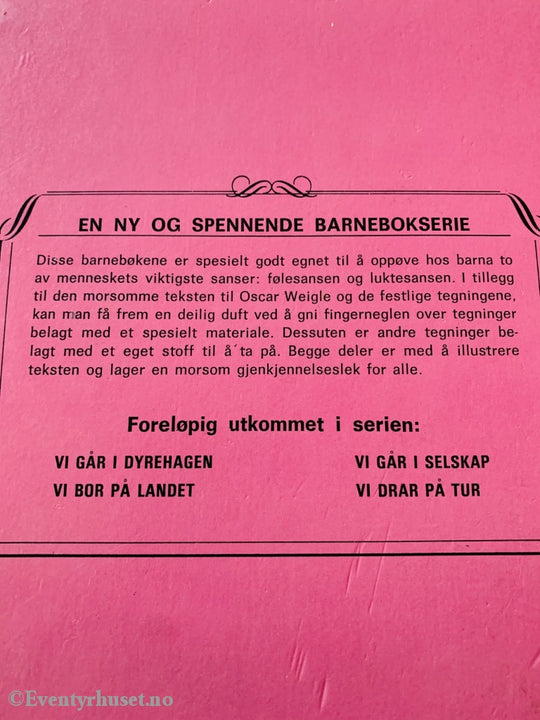 EN NY OG SPENNENDE BARNEBOKSERIE
Disse barnebøkene er spesielt godt egnet til å oppøve hos barna to
av menneskets viktigste sanser: følesansen og luktesansen. I tillegg
til den morsomme teksten til Oscar Weigle og de festlige tegningene,
kan man få frem en deilig duft ved å gni fingerneglen over tegninger
belagt med et spesielt materiale. Dessuten er andre tegninger be-
lagt med et eget stoff til å ta på. Begge deler er med å illustrere
teksten og lager en morsom gjenkjennelseslek for alle.
Foreløpig utkommet i serien:
VI GÅR I DYREHAGEN VI GÅR I SELSKAP
VI BOR PÅ LANDET VI DRAR PÅ TUR
©Eventyrhuset.no